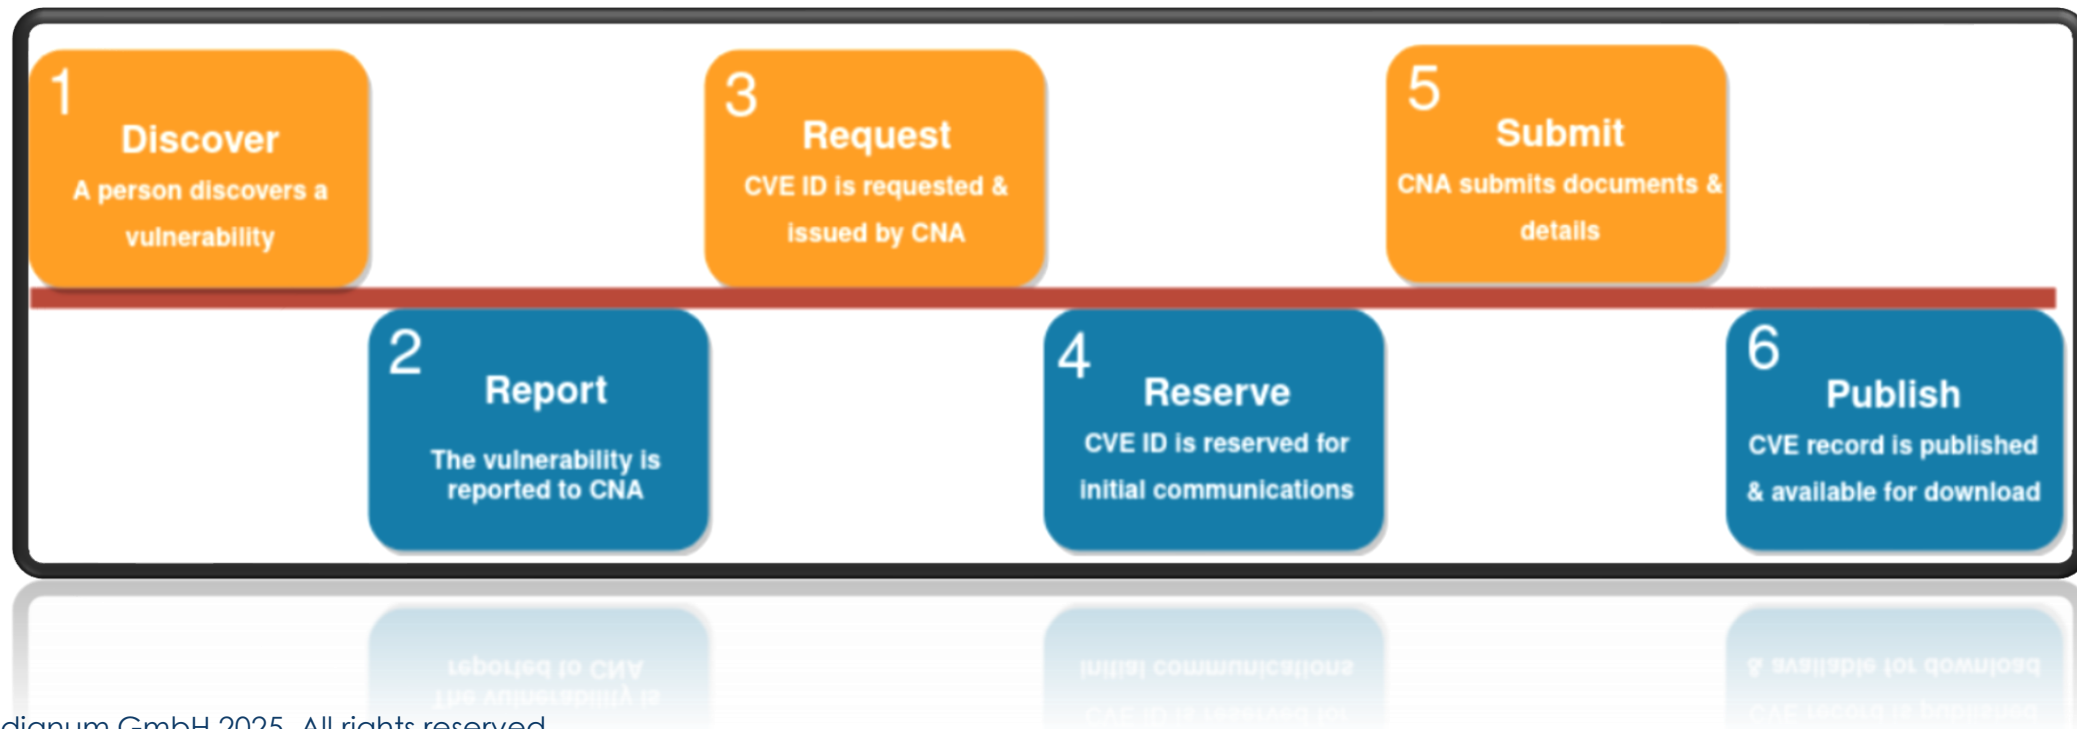 1
Discover
A person discovers a
vulnerability
2
Report
The vulnerability is
reported to CNA
3
Request
CVE ID is requested &
issued by CNA
4
Reserve
CVE ID is reserved for
initial communications
5
Submit
CNA submits documents &
details
6
Publish
CVE record is published
& available for download
dignum GmbH 2025. All rights reserved